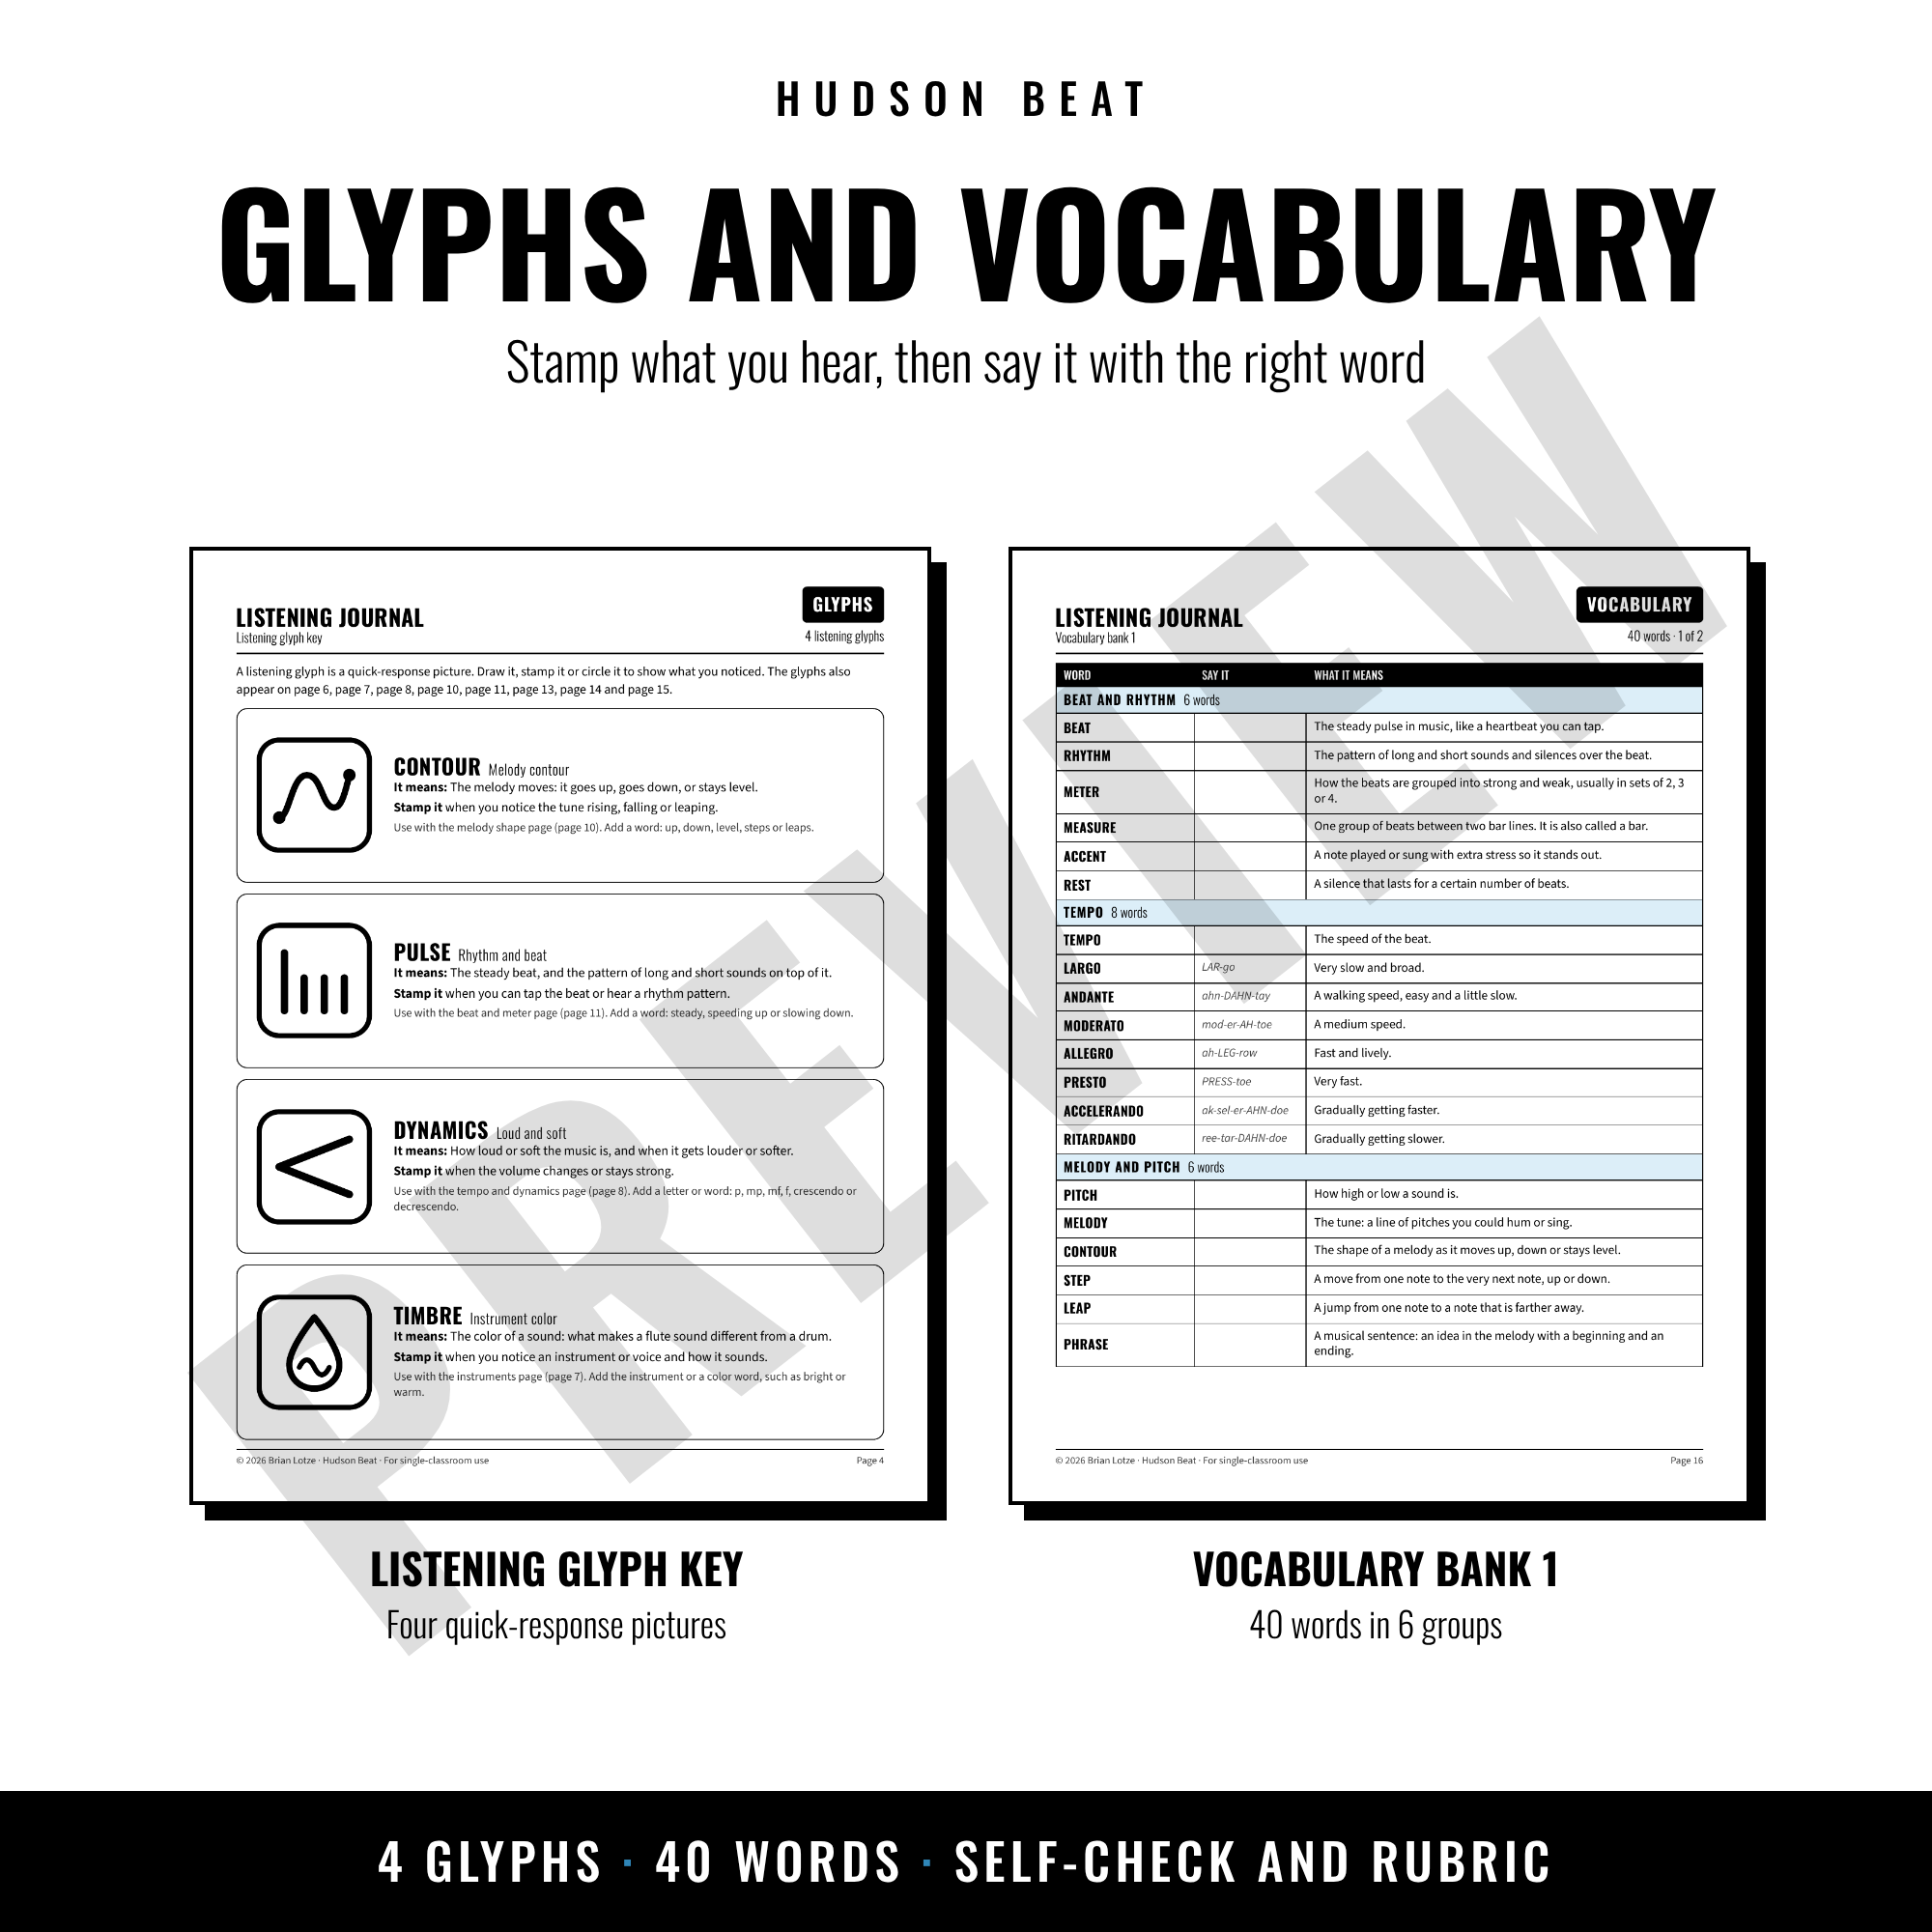 HUDSON BEAT
GLYPHS AND VOCABULARY
Stamp what you hear, then say it with the right word
LISTENING JOURNAL
Listening glyph key
GLYPHS
4 listening glyphs
A listening glyph is a quick-response picture. Draw it, stamp it or circle it to show what you noticed. The glyphs also
appear on page 6, page 7, page 8, page 10, page 11, page 13, page 14 and page 15.
CONTOUR Melody contour
It means: The melody moves: it goes up, goes down, or stays level.
Stamp it when you notice the tune rising, falling or leaping.
Use with the melody shape page (page 10). Add a word: up, down, level, steps or leaps.
PULSE Rhythm and beat
It means: The steady beat, and the pattern of long and short sounds on top of it.
Stamp it when you can tap the beat or hear a rhythm pattern.
Use with the beat and meter page (page 11). Add a word: steady, speeding up or slowing down.
DYNAMICS Loud and soft
It means: How loud or soft the music is, and when it gets louder or softer.
Stamp it when the volume changes or stays strong.
Use with the tempo and dynamics page (page 8). Add a letter or word: p, mp, mf, f, crescendo or
decrescendo.
TIMBRE Instrument color
It means: The color of a sound: what makes a flute sound different from a drum.
Stamp it when you notice an instrument or voice and how it sounds.
Use with the instruments page (page 7). Add the instrument or a color word, such as bright or
warm.
© 2026 Brian Lotze · Hudson Beat · For single-classroom use
Page 4
LISTENING GLYPH KEY
Four quick-response pictures
LISTENING JOURNAL
Vocabulary bank 1
VOCABULARY
40 words · 1 of 2
WORD SAY IT WHAT IT MEANS
BEAT AND RHYTHM 6 words
BEAT The steady pulse in music, like a heartbeat you can tap.
RHYTHM The pattern of long and short sounds and silences over the beat.
METER How the beats are grouped into strong and weak, usually in sets of 2, 3
or 4.
MEASURE One group of beats between two bar lines. It is also called a bar.
ACCENT A note played or sung with extra stress so it stands out.
REST A silence that lasts for a certain number of beats.
TEMPO 8 words
TEMPO The speed of the beat.
LARGO LAR-go Very slow and broad.
ANDANTE ahn-DAHN-tay A walking speed, easy and a little slow.
MODERATO mod-er-AH-toe A medium speed.
ALLEGRO ah-LEG-row Fast and lively.
PRESTO PRESS-toe Very fast.
ACCELERANDO ak-sel-er-AHN-doe Gradually getting faster.
RITARDANDO ree-tar-DAHN-doe Gradually getting slower.
MELODY AND PITCH 6 words
PITCH How high or low a sound is.
MELODY The tune: a line of pitches you could hum or sing.
CONTOUR The shape of a melody as it moves up, down or stays level.
STEP A move from one note to the very next note, up or down.
LEAP A jump from one note to a note that is farther away.
PHRASE A musical sentence: an idea in the melody with a beginning and an
ending.
© 2026 Brian Lotze · Hudson Beat · For single-classroom use
Page 16
VOCABULARY BANK 1
40 words in 6 groups
PREVIEW
4 GLYPHS · 40 WORDS · SELF-CHECK AND RUBRIC